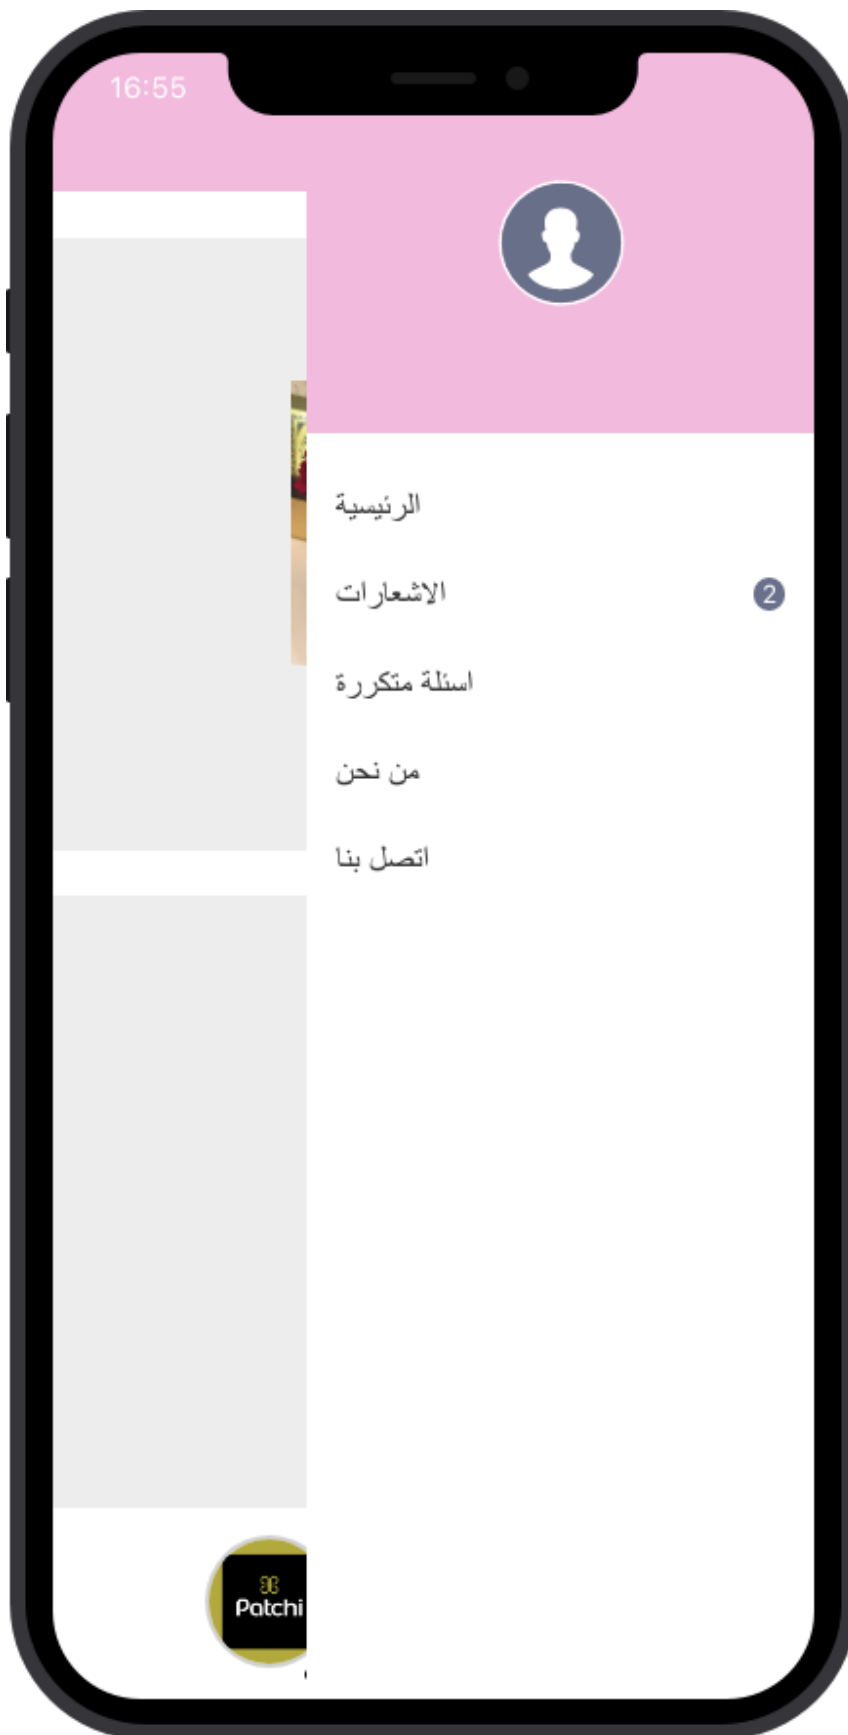 16:55
الرئيسية
الاشعارات
2
اسئلة متكررة
من نحن
اتصل بنا
Patchi